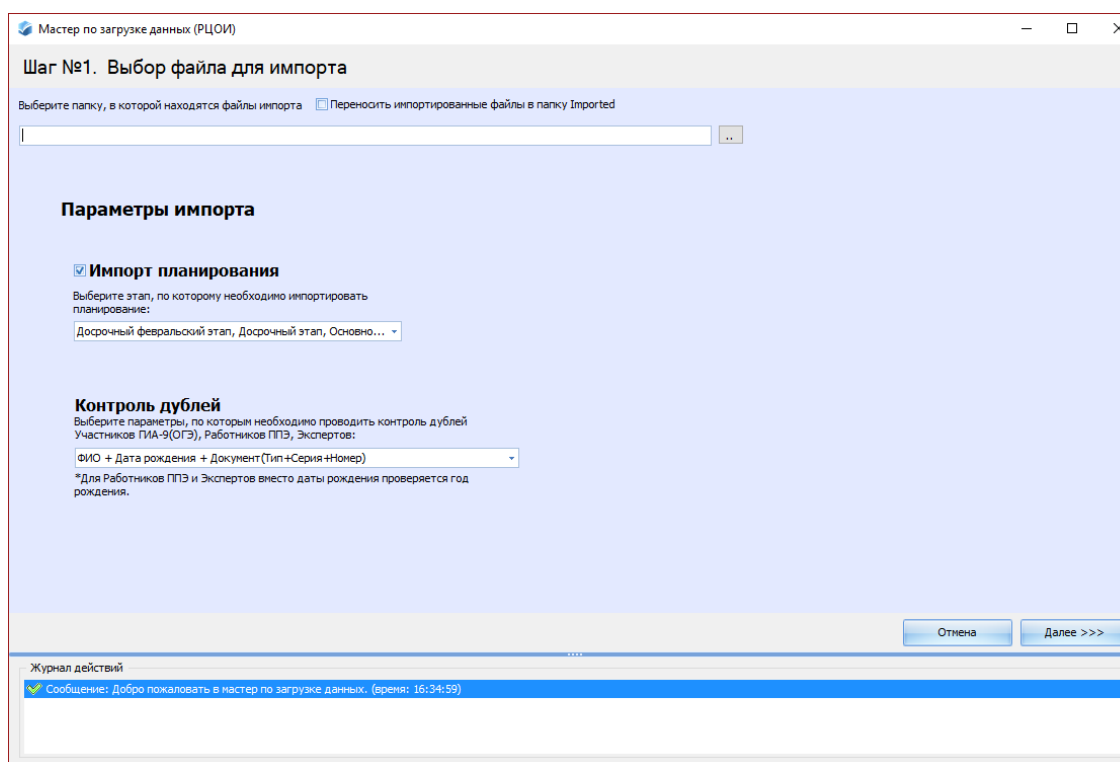 Мастер по загрузке данных (РЦОИ)
Шаг №1. Выбор файла для импорта
Выберите папку, в которой находятся файлы импорта Переносить импортированные файлы в папку Imported
..
Параметры импорта
Импорт планирования
Выберите этап, по которому необходимо импортировать
планирование:
Досрочный февральский этап, Досрочный этап, Основно...
Контроль дублей
Выберите параметры, по которым необходимо проводить контроль дублей
Участников ГИА-9(ОГЭ), Работников ППЭ, Экспертов:
ФИО + Дата рождения + Документ(Тип+Серия+Номер)
*Для Работников ППЭ и Экспертов вместо даты рождения проверяется год
рождения.
Отмена Далее >>>
Журнал действий
Сообщение: Добро пожаловать в мастер по загрузке данных. (время: 16:34:59)